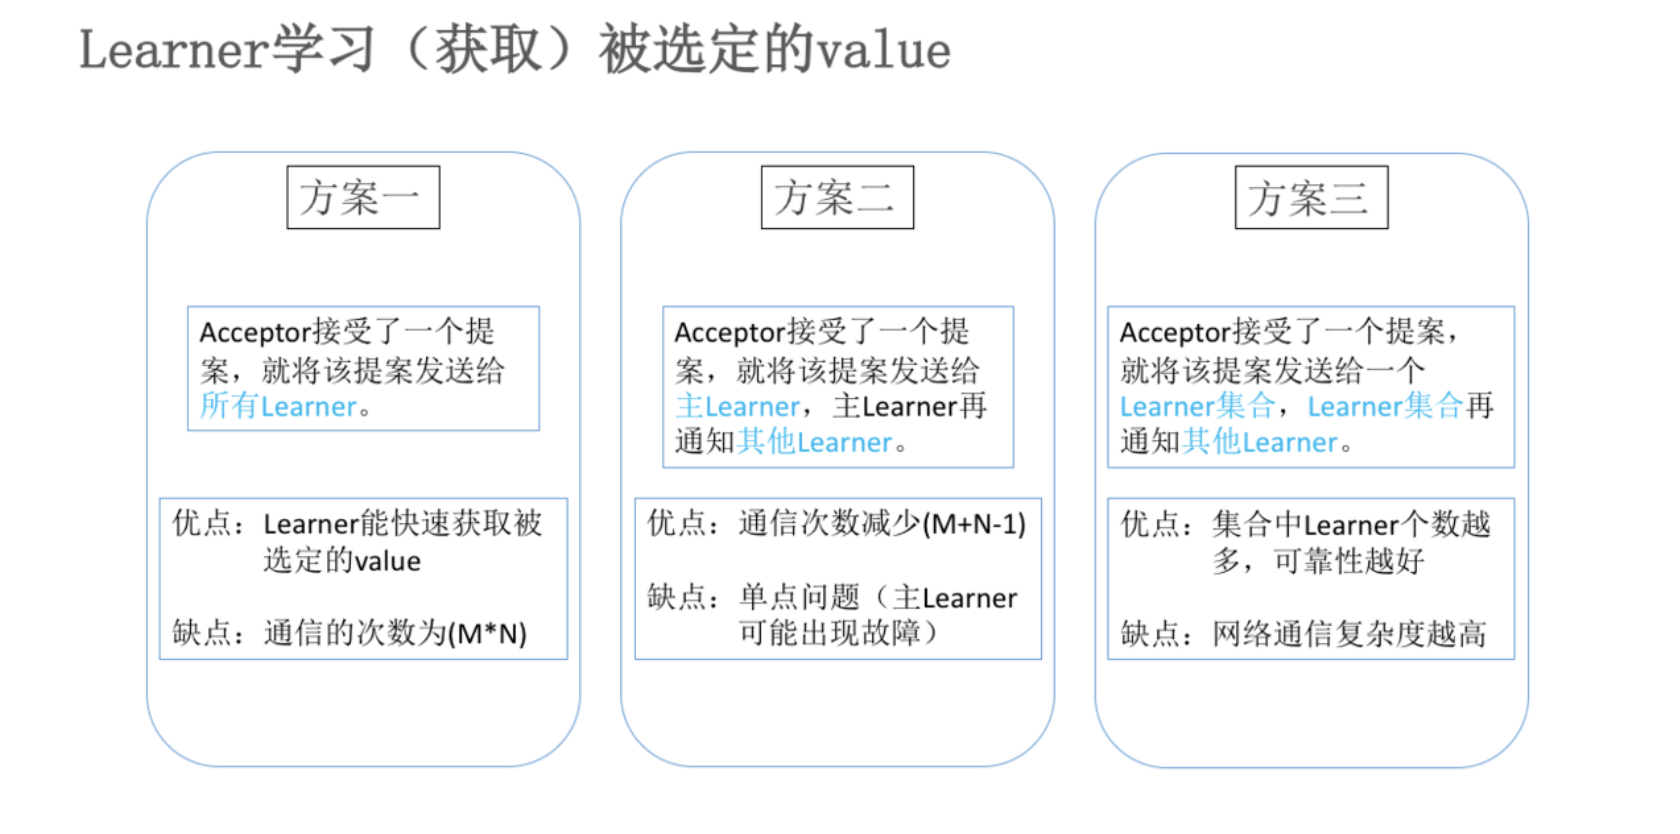 Learner学习（获取）被选定的value
方案一
Acceptor接受了一个提
案，就将该提案发送给
所有Learner。
优点：Learner能快速获取被
选定的value
缺点：通信的次数为(M*N)
方案二
Acceptor接受了一个提
案，就将该提案发送给
主Learner，主Learner再
通知其他Learner。
优点：通信次数减少(M+N-1)
缺点：单点问题（主Learner
可能出现故障）
方案三
Acceptor接受了一个提案，
就将该提案发送给一个
Learner集合，Learner集合再
通知其他Learner。
优点：集合中Learner个数越
多，可靠性越好
缺点：网络通信复杂度越高